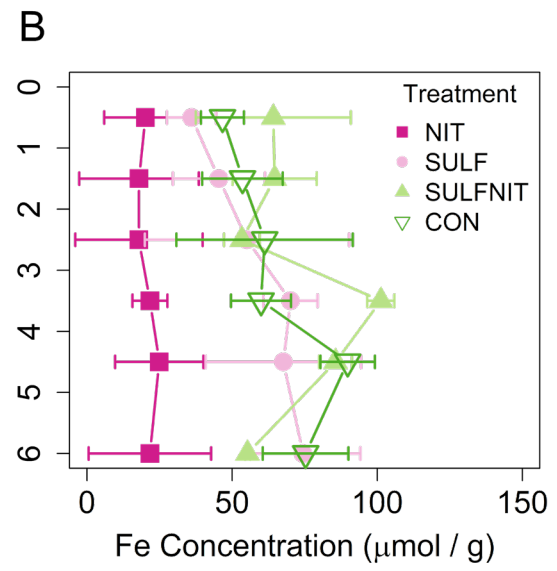 B
Treatment
NIT
SULF
SULFNIT
CON
0
1
2
3
4
5
6
0 50 100 150
Fe Concentration (μmol / g)